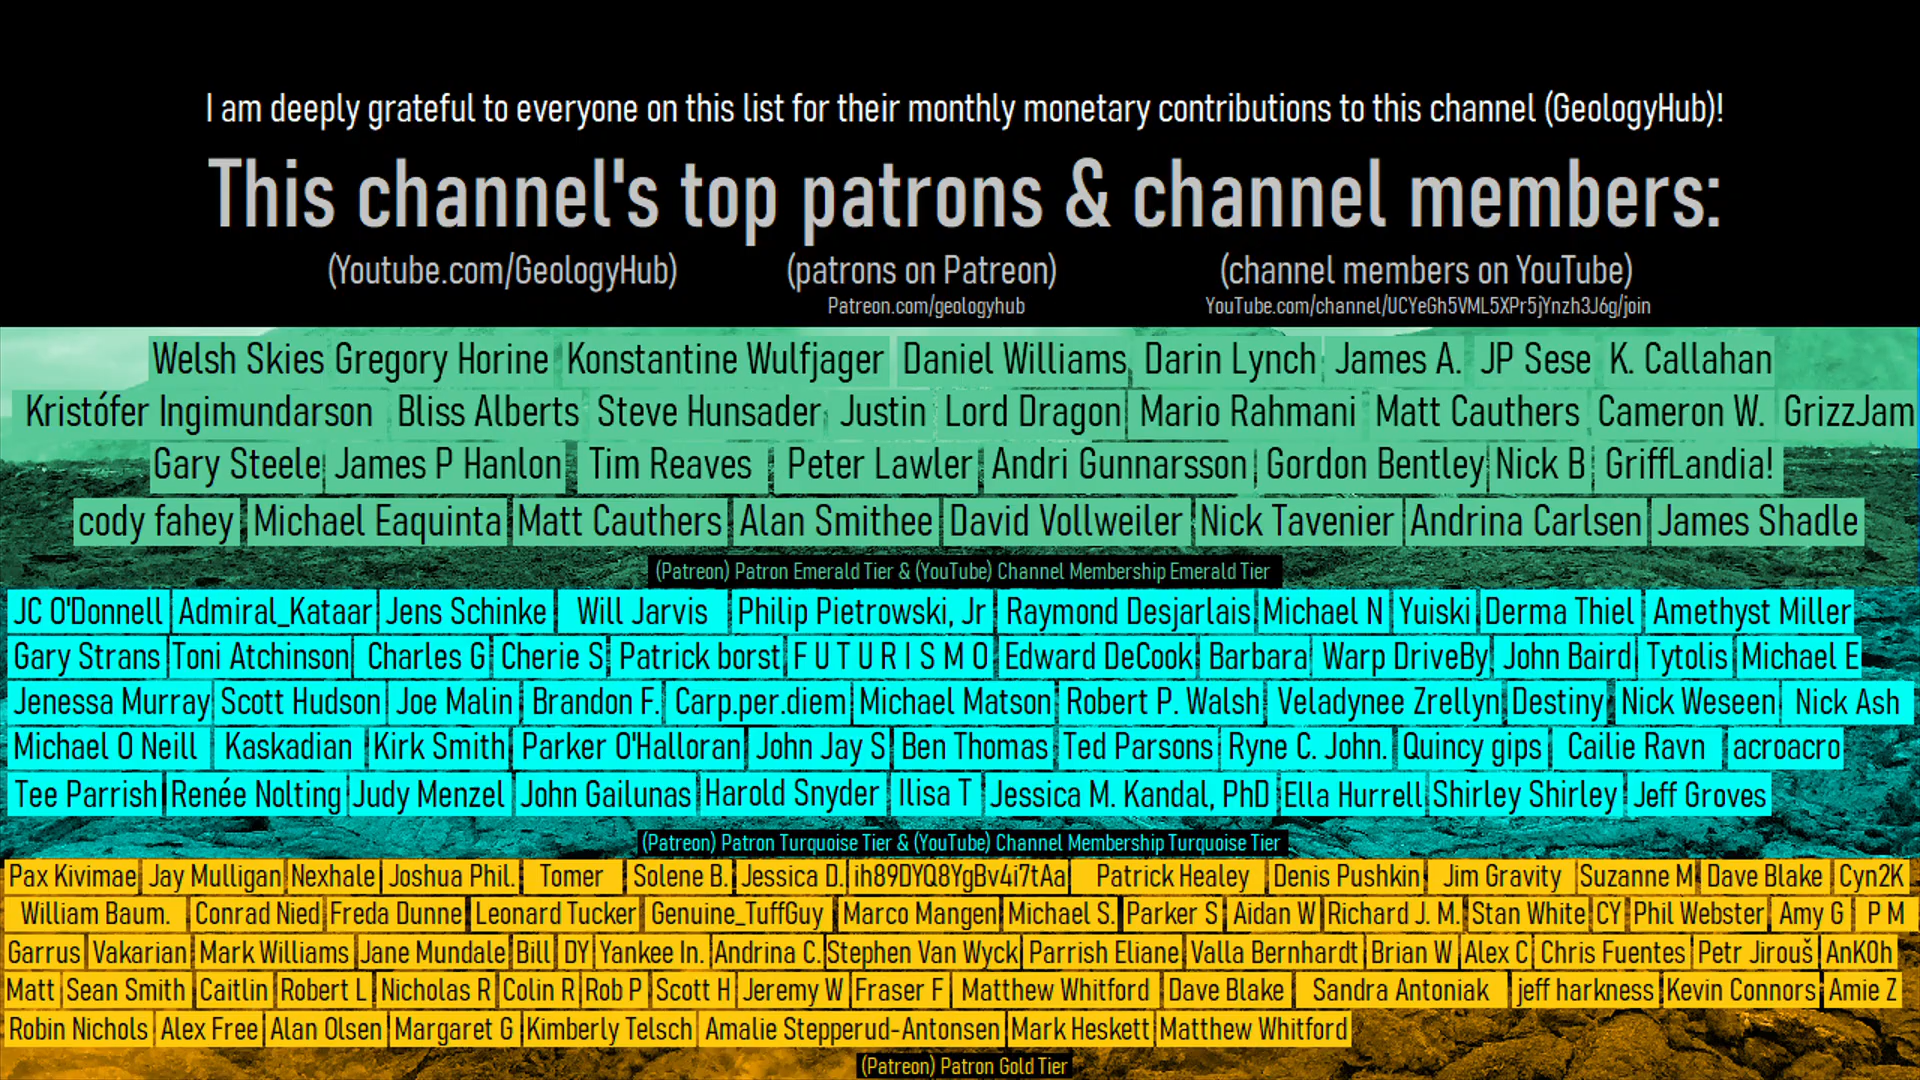 I am deeply grateful to everyone on this list for their monthly monetary contributions to this channel (GeologyHub)!
This channel's top patrons & channel members:
(Youtube.com/GeologyHub) (patrons on Patreon) (channel members on YouTube)
Patreon.com/geologyhub YouTube.com/channel/UCYeGh5VML5XPr5jYnzh3J6g/join
Welsh Skies Gregory Horine Konstantine Wulfjager Daniel Williams Darin Lynch James A. JP Sese K. Callahan
Kristófer Ingimundarson Bliss Alberts Steve Hunsader Justin Lord Dragon Mario Rahmani Matt Cauthers Cameron W. GrizzJam
Gary Steele James P Hanlon Tim Reaves Peter Lawler Andri Gunnarsson Gordon Bentley Nick B GriffLandia!
cody fahey Michael Eaquinta Matt Cauthers Alan Smithee David Vollweiler Nick Tavenier Andrina Carlsen James Shadle
(Patreon) Patron Emerald Tier & (YouTube) Channel Membership Emerald Tier
JC O'Donnell Admiral_Kataar Jens Schinke Will Jarvis Philip Pietrowski, Jr Raymond Desjarlais Michael N Yuiski Derma Thiel Amethyst Miller
Gary Strans Toni Atchinson Charles G Cherie S Patrick borst F U T U R I S M O Edward DeCook Barbara Warp DriveBy John Baird Tytolis Michael E
Jenessa Murray Scott Hudson Joe Malin Brandon F. Carp.per.diem Michael Matson Robert P. Walsh Veladynee Zrellyn Destiny Nick Weseen Nick Ash
Michael O Neill Kaskadian Kirk Smith Parker O'Halloran John Jay S Ben Thomas Ted Parsons Ryne C. John. Quincy gips Cailie Ravn acroacro
Tee Parrish Renée Nolting Judy Menzel John Gailunas Harold Snyder Ilisa T Jessica M. Kandal, PhD Ella Hurrell Shirley Shirley Jeff Groves
(Patreon) Patron Turquoise Tier & (YouTube) Channel Membership Turquoise Tier
Pax Kivimae Jay Mulligan Nexhale Joshua Phil. Tomer Solene B. Jessica D. ih89DYQ8YgBv4i7tAa Patrick Healey Denis Pushkin Jim Gravity Suzanne M Dave Blake Cyn2K
William Baum. Conrad Nied Freda Dunne Leonard Tucker Genuine_TuffGuy Marco Mangen Michael S. Parker S Aidan W Richard J. M. Stan White CY Phil Webster Amy G P M
Garrus Vakarian Mark Williams Jane Mundale Bill DY Yankee In. Andrina C. Stephen Van Wyck Parrish Eliane Valla Bernhardt Brian W Alex C Chris Fuentes Petr Jirouš AnKOh
Matt Sean Smith Caitlin Robert L Nicholas R Colin R Rob P Scott H Jeremy W Fraser F Matthew Whitford Dave Blake Sandra Antoniak jeff harkness Kevin Connors Amie Z
Robin Nichols Alex Free Alan Olsen Margaret G Kimberly Telsch Amalie Stepperud-Antonsen Mark Heskett Matthew Whitford
(Patreon) Patron Gold Tier